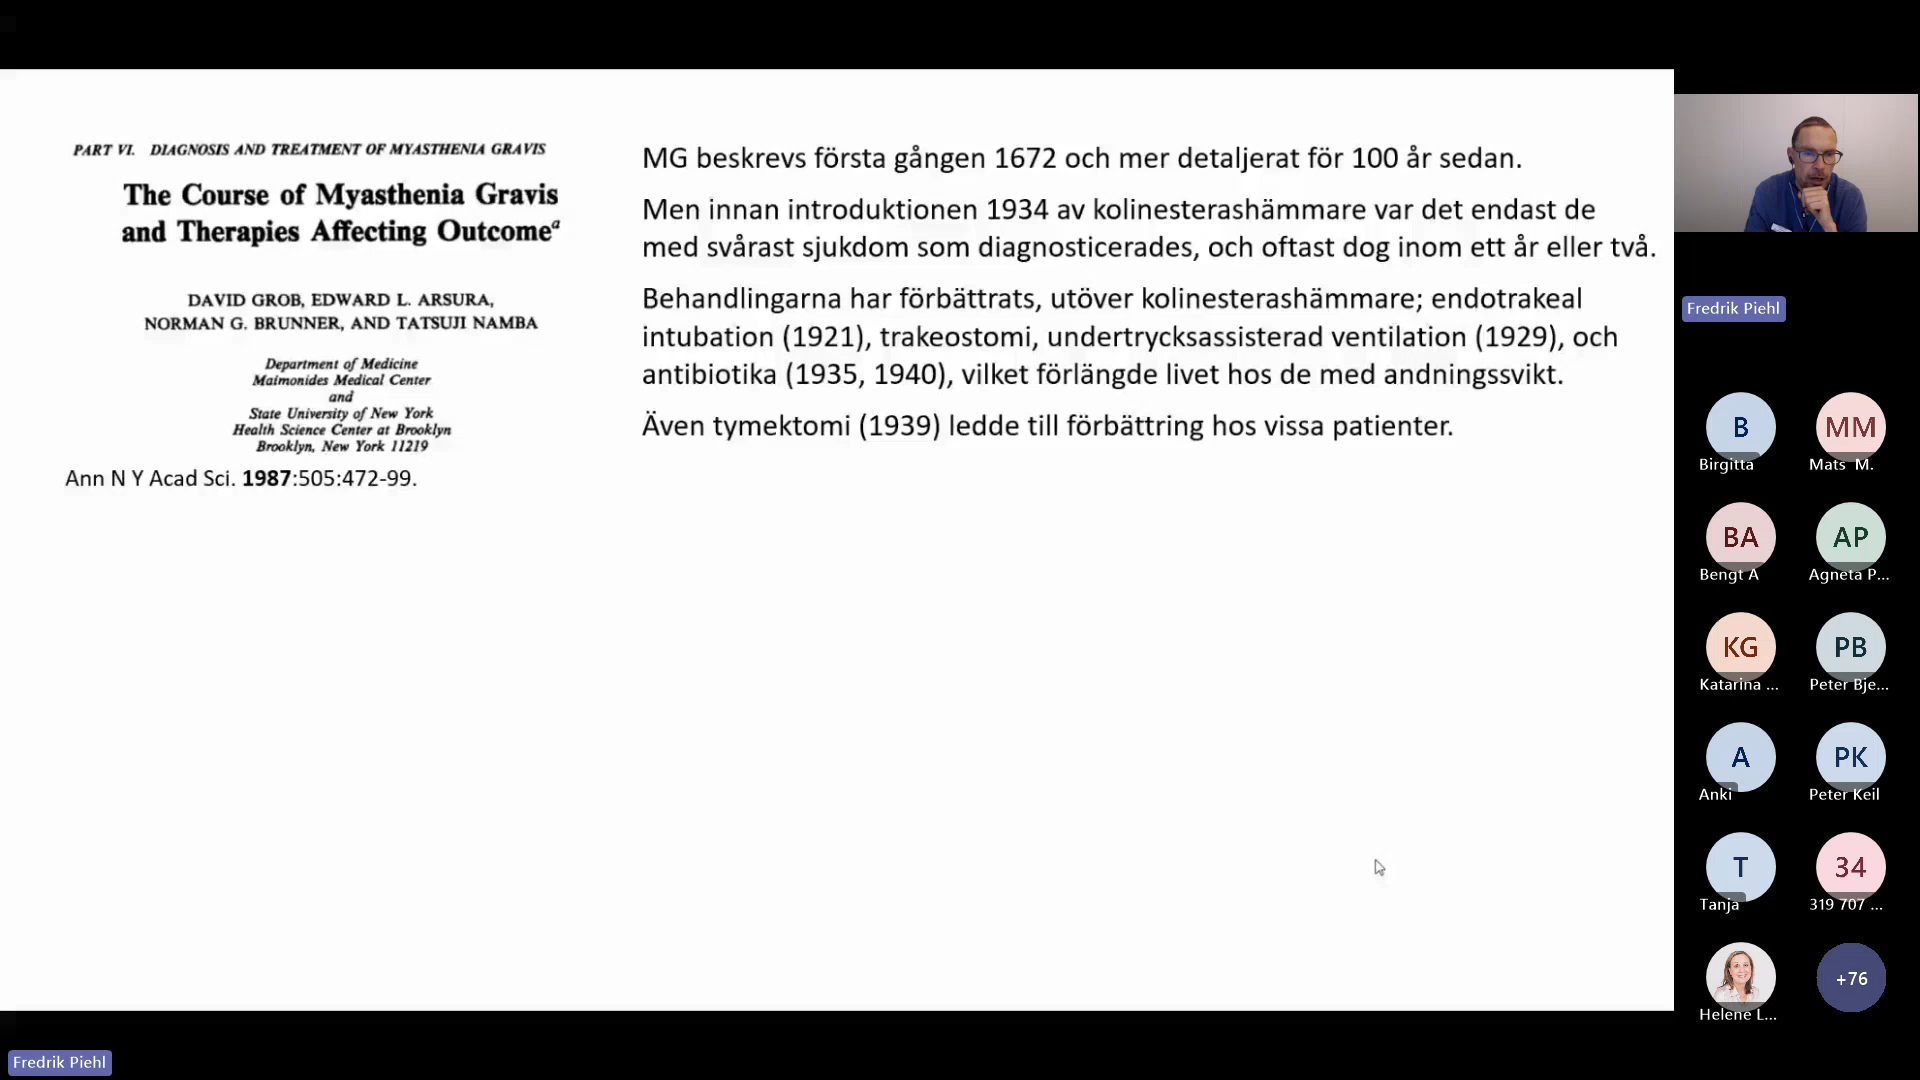 PART VI. DIAGNOSIS AND TREATMENT OF MYASTHENIA GRAVIS
The Course of Myasthenia Gravis
and Therapies Affecting Outcomeᵃ
DAVID GROB, EDWARD L. ARSURA,
NORMAN G. BRUNNER, AND TATSUJI NAMBA
Department of Medicine
Maimonides Medical Center
and
State University of New York
Health Science Center at Brooklyn
Brooklyn, New York 11219
Ann N Y Acad Sci. 1987:505:472-99.
MG beskrevs första gången 1672 och mer detaljerat för 100 år sedan.
Men innan introduktionen 1934 av kolinesterashämmare var det endast de
med svårast sjukdom som diagnosticerades, och oftast dog inom ett år eller två.
Behandlingarna har förbättrats, utöver kolinesterashämmare; endotrakeal
intubation (1921), trakeostomi, undertrycksassisterad ventilation (1929), och
antibiotika (1935, 1940), vilket förlängde livet hos de med andningssvikt.
Även tymektomi (1939) ledde till förbättring hos vissa patienter.
Fredrik Piehl
B
Birgitta
MM
Mats M.
BA
Bengt A
AP
Agneta P...
KG
Katarina ...
PB
Peter Bje...
A
Anki
PK
Peter Keil
T
Tanja
34
319 707 ...
Helene L...
+76
Fredrik Piehl